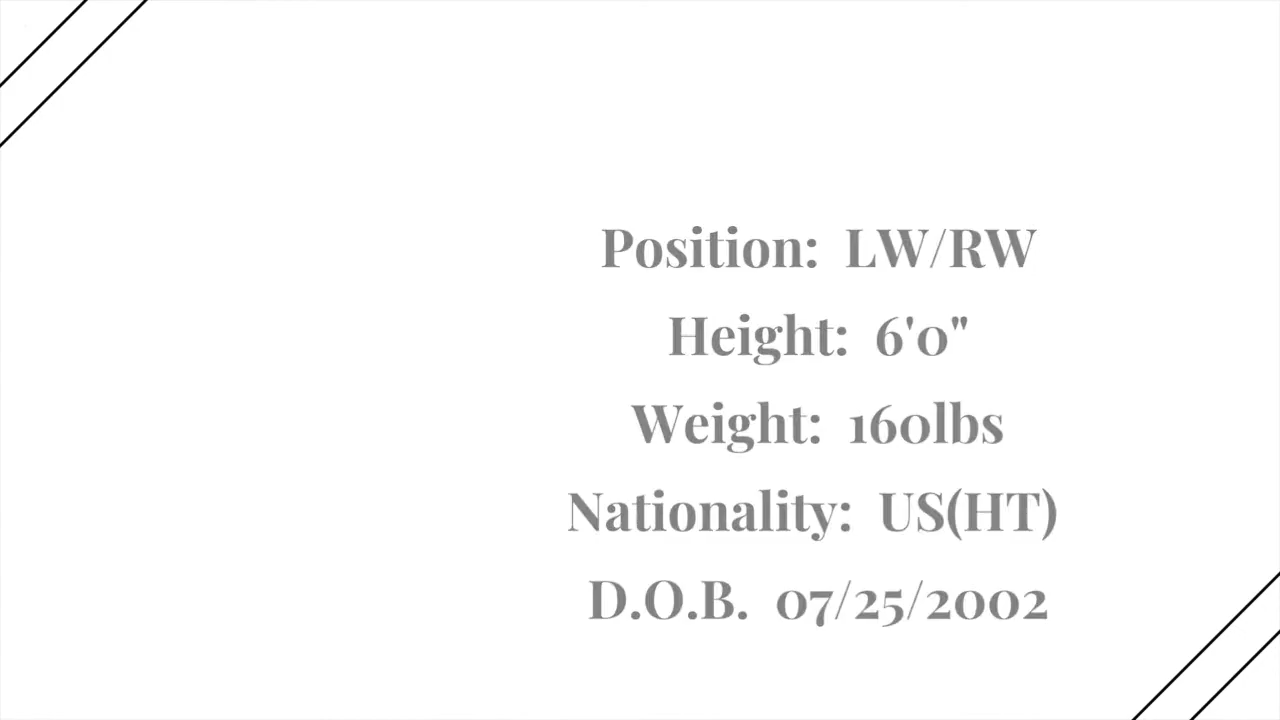 Position: LW/RW
Height: 6'0"
Weight: 160lbs
Nationality: US(HT)
D.O.B. 07/25/2002